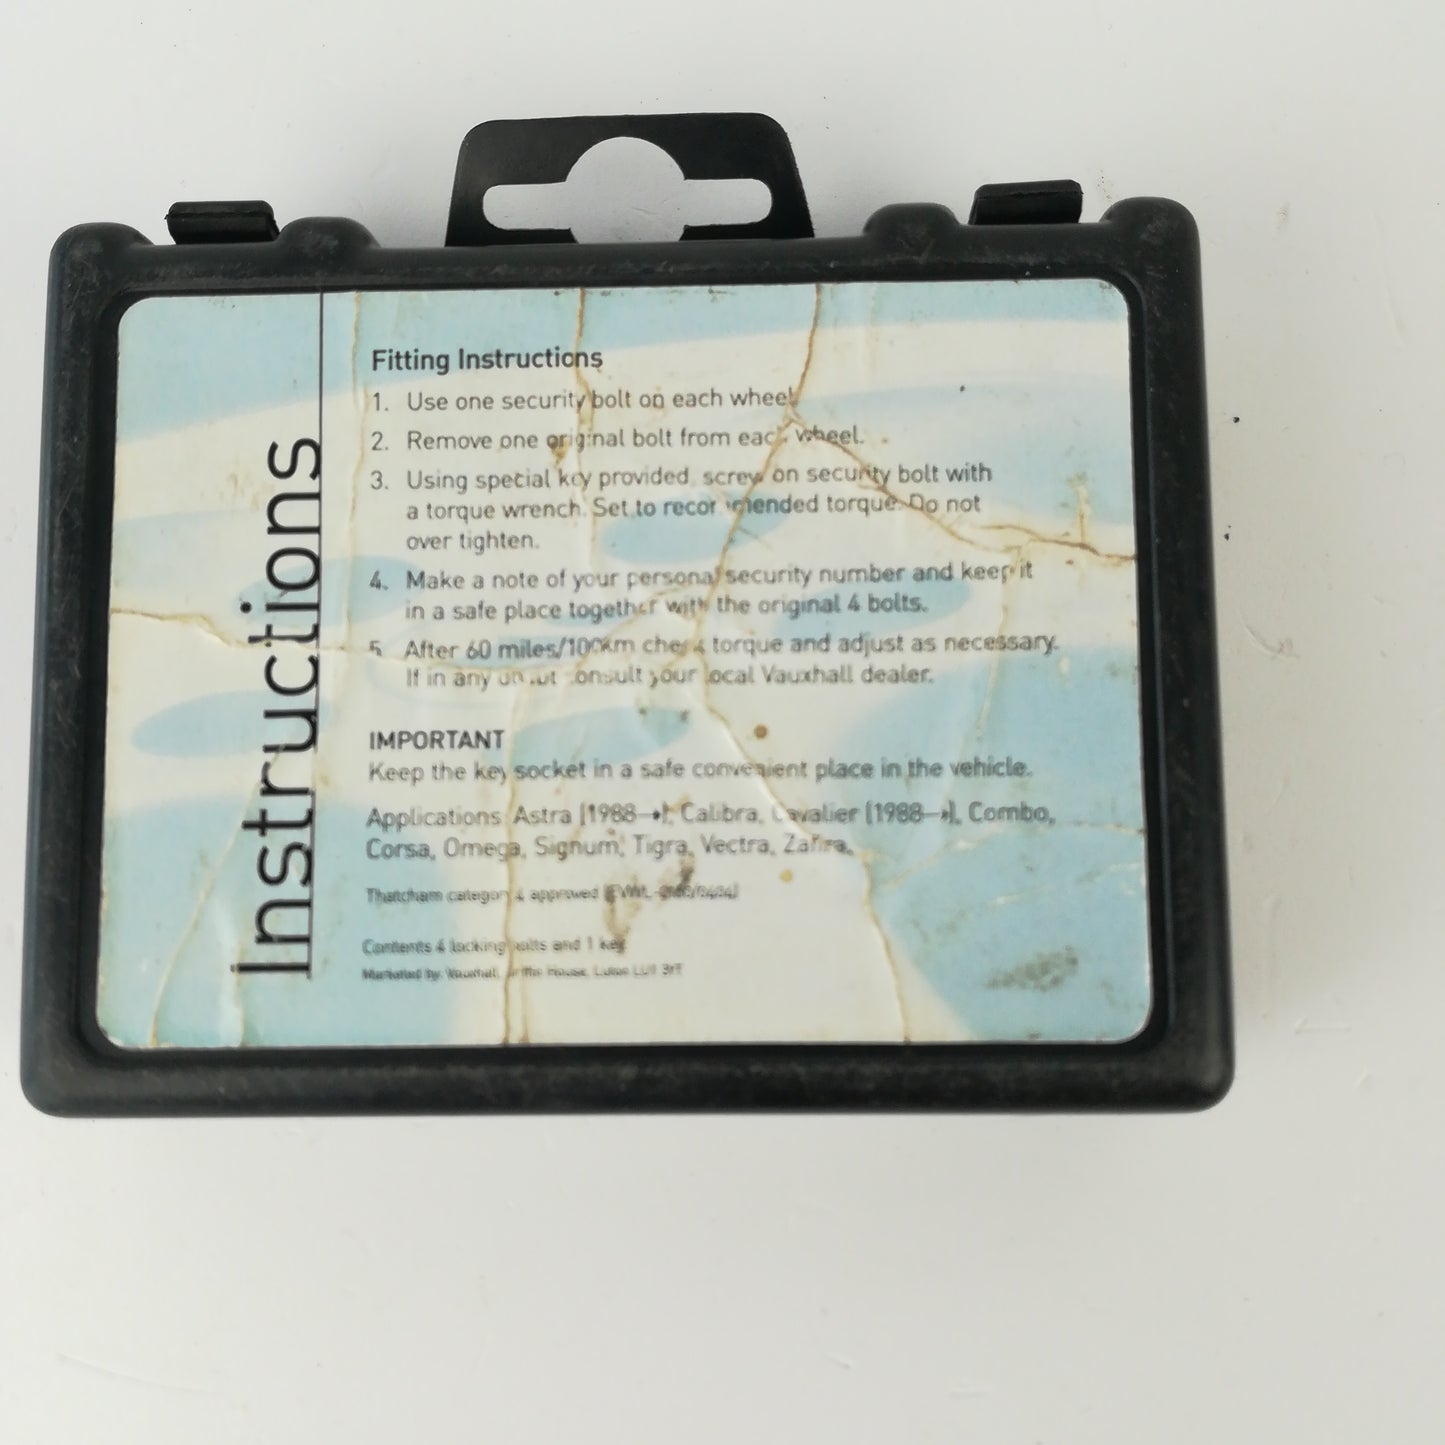 Instructions
Fitting Instructions
1. Use one security bolt on each wheel.
2. Remove one original bolt from each wheel.
3. Using special key provided, screw on security bolt with
a torque wrench. Set to recommended torque. Do not
over tighten.
4. Make a note of your personal security number and keep it
in a safe place together with the original 4 bolts.
5. After 60 miles/100km check torque and adjust as necessary.
If in any doubt consult your local Vauxhall dealer.
IMPORTANT
Keep the key socket in a safe convenient place in the vehicle.
Applications: Astra (1988→), Calibra, Cavalier (1988→), Combo,
Corsa, Omega, Signum, Tigra, Vectra, Zafira.
Thatcham category 4 approved
Contents 4 locking bolts and 1 key
Marketed by: Vauxhall, Griffin House, Luton LU1 3YT